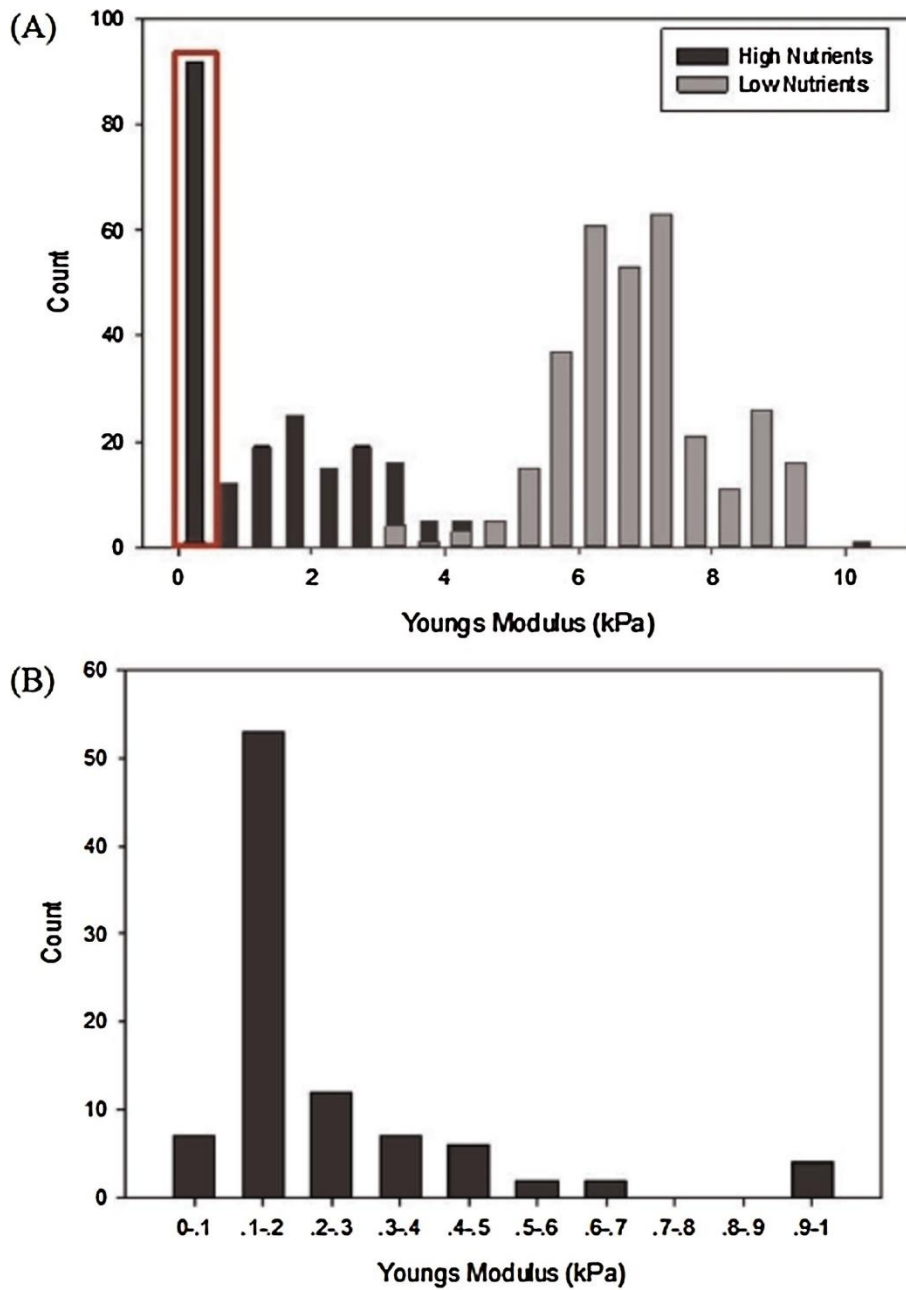 (A)
100
80
60
40
20
0
Count
High Nutrients
Low Nutrients
0 2 4 6 8 10
Youngs Modulus (kPa)
(B)
60
50
40
30
20
10
0
Count
0-.1 .1-.2 .2-.3 .3-.4 .4-.5 .5-.6 .6-.7 .7-.8 .8-.9 .9-1
Youngs Modulus (kPa)